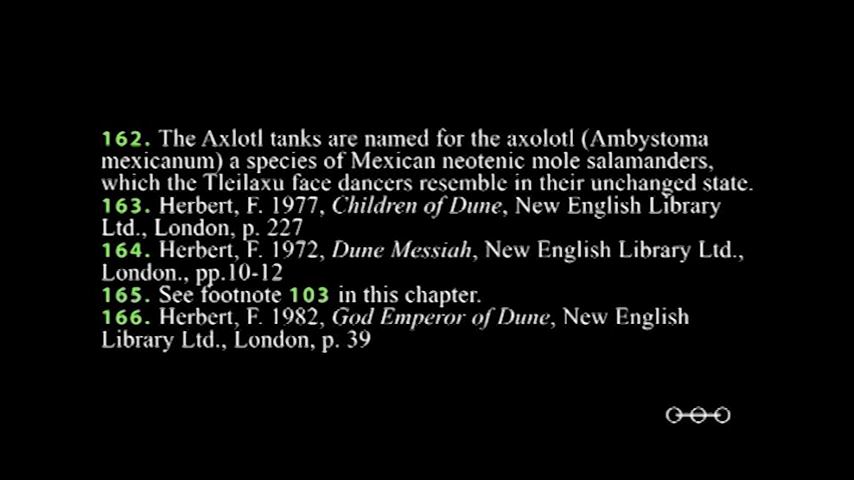 162. The Axlotl tanks are named for the axolotl (Ambystoma
mexicanum) a species of Mexican neotenic mole salamanders,
which the Tleilaxu face dancers resemble in their unchanged state.
163. Herbert, F. 1977, Children of Dune, New English Library
Ltd., London, p. 227
164. Herbert, F. 1972, Dune Messiah, New English Library Ltd.,
London., pp.10-12
165. See footnote 103 in this chapter.
166. Herbert, F. 1982, God Emperor of Dune, New English
Library Ltd., London, p. 39